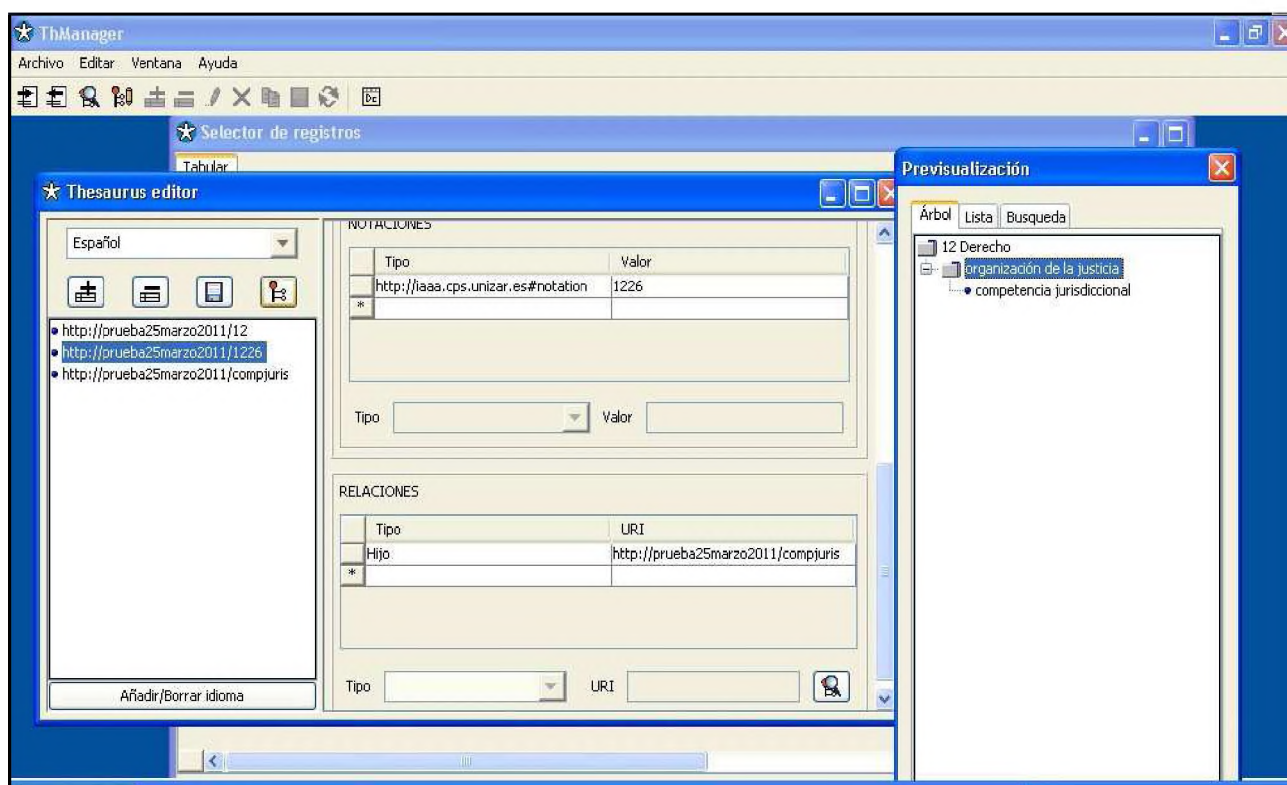 ThManager
Archivo Editar Ventana Ayuda
Dc
Selector de registros
Tabular
Thesaurus editor
Español
http://prueba25marzo2011/12
http://prueba25marzo2011/1226
http://prueba25marzo2011/compjuris
Añadir/Borrar idioma
NOTACIONES
Tipo Valor
http://iaaa.cps.unizar.es#notation 1226
*
Tipo Valor
RELACIONES
Tipo URI
Hijo http://prueba25marzo2011/compjuris
*
Tipo URI
Previsualización
Árbol Lista Busqueda
12 Derecho
organización de la justicia
competencia jurisdiccional